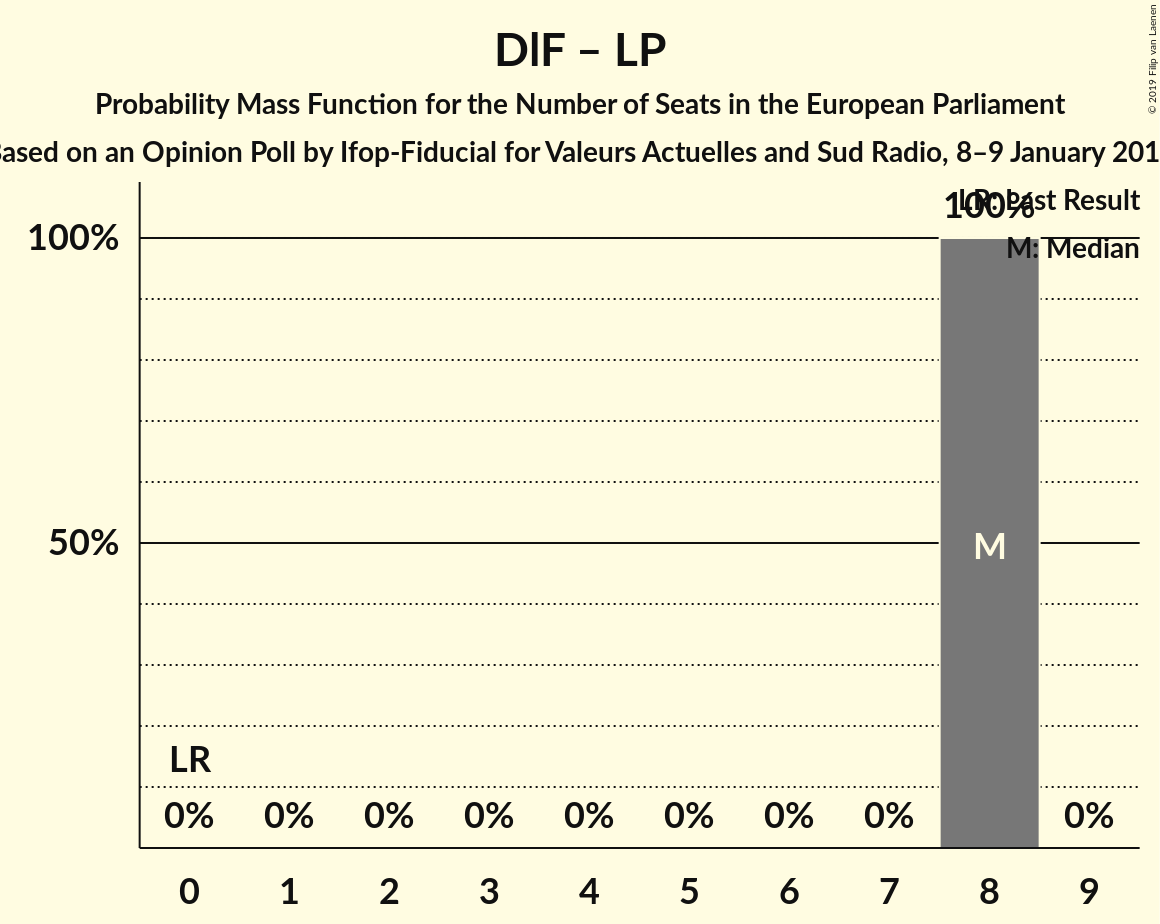 DlF – LP
Probability Mass Function for the Number of Seats in the European Parliament
Based on an Opinion Poll by Ifop-Fiducial for Valeurs Actuelles and Sud Radio, 8–9 January 201
© 2019 Filip van Laenen
LR: Last Result
100%
M: Median
100%
50%
M
LR
0% 0% 0% 0% 0% 0% 0% 0% 0%
0 1 2 3 4 5 6 7 8 9